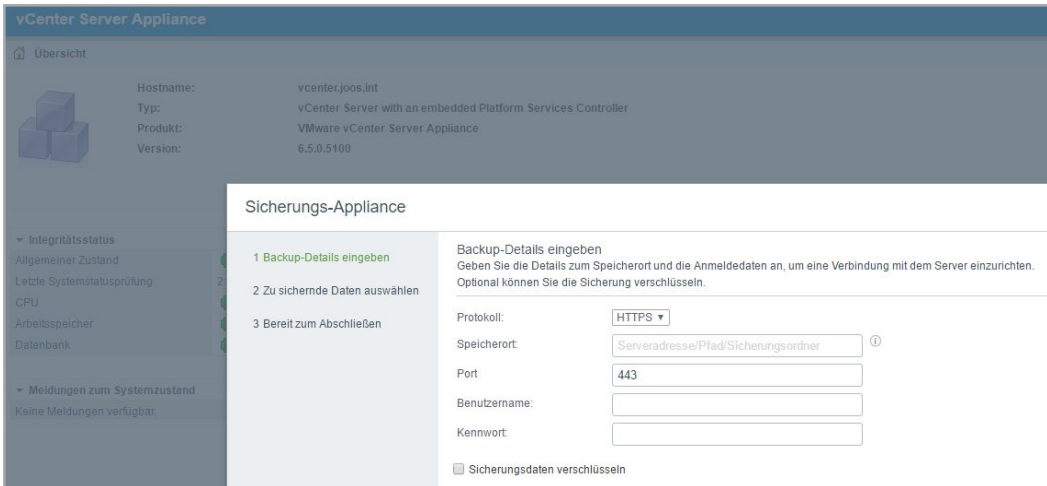 vCenter Server Appliance
Übersicht
Hostname: vcenter.joos.int
Typ: vCenter Server with an embedded Platform Services Controller
Produkt: VMware vCenter Server Appliance
Version: 6.5.0.5100
Integritätsstatus
Allgemeiner Zustand
Letzte Systemstatusprüfung 2
CPU
Arbeitsspeicher
Datenbank
Meldungen zum Systemzustand
Keine Meldungen verfügbar.
Sicherungs-Appliance
1 Backup-Details eingeben
2 Zu sichernde Daten auswählen
3 Bereit zum Abschließen
Backup-Details eingeben
Geben Sie die Details zum Speicherort und die Anmeldedaten an, um eine Verbindung mit dem Server einzurichten.
Optional können Sie die Sicherung verschlüsseln.
Protokoll: HTTPS
Speicherort: Serveradresse/Pfad/Sicherungsordner
Port 443
Benutzername:
Kennwort:
Sicherungsdaten verschlüsseln